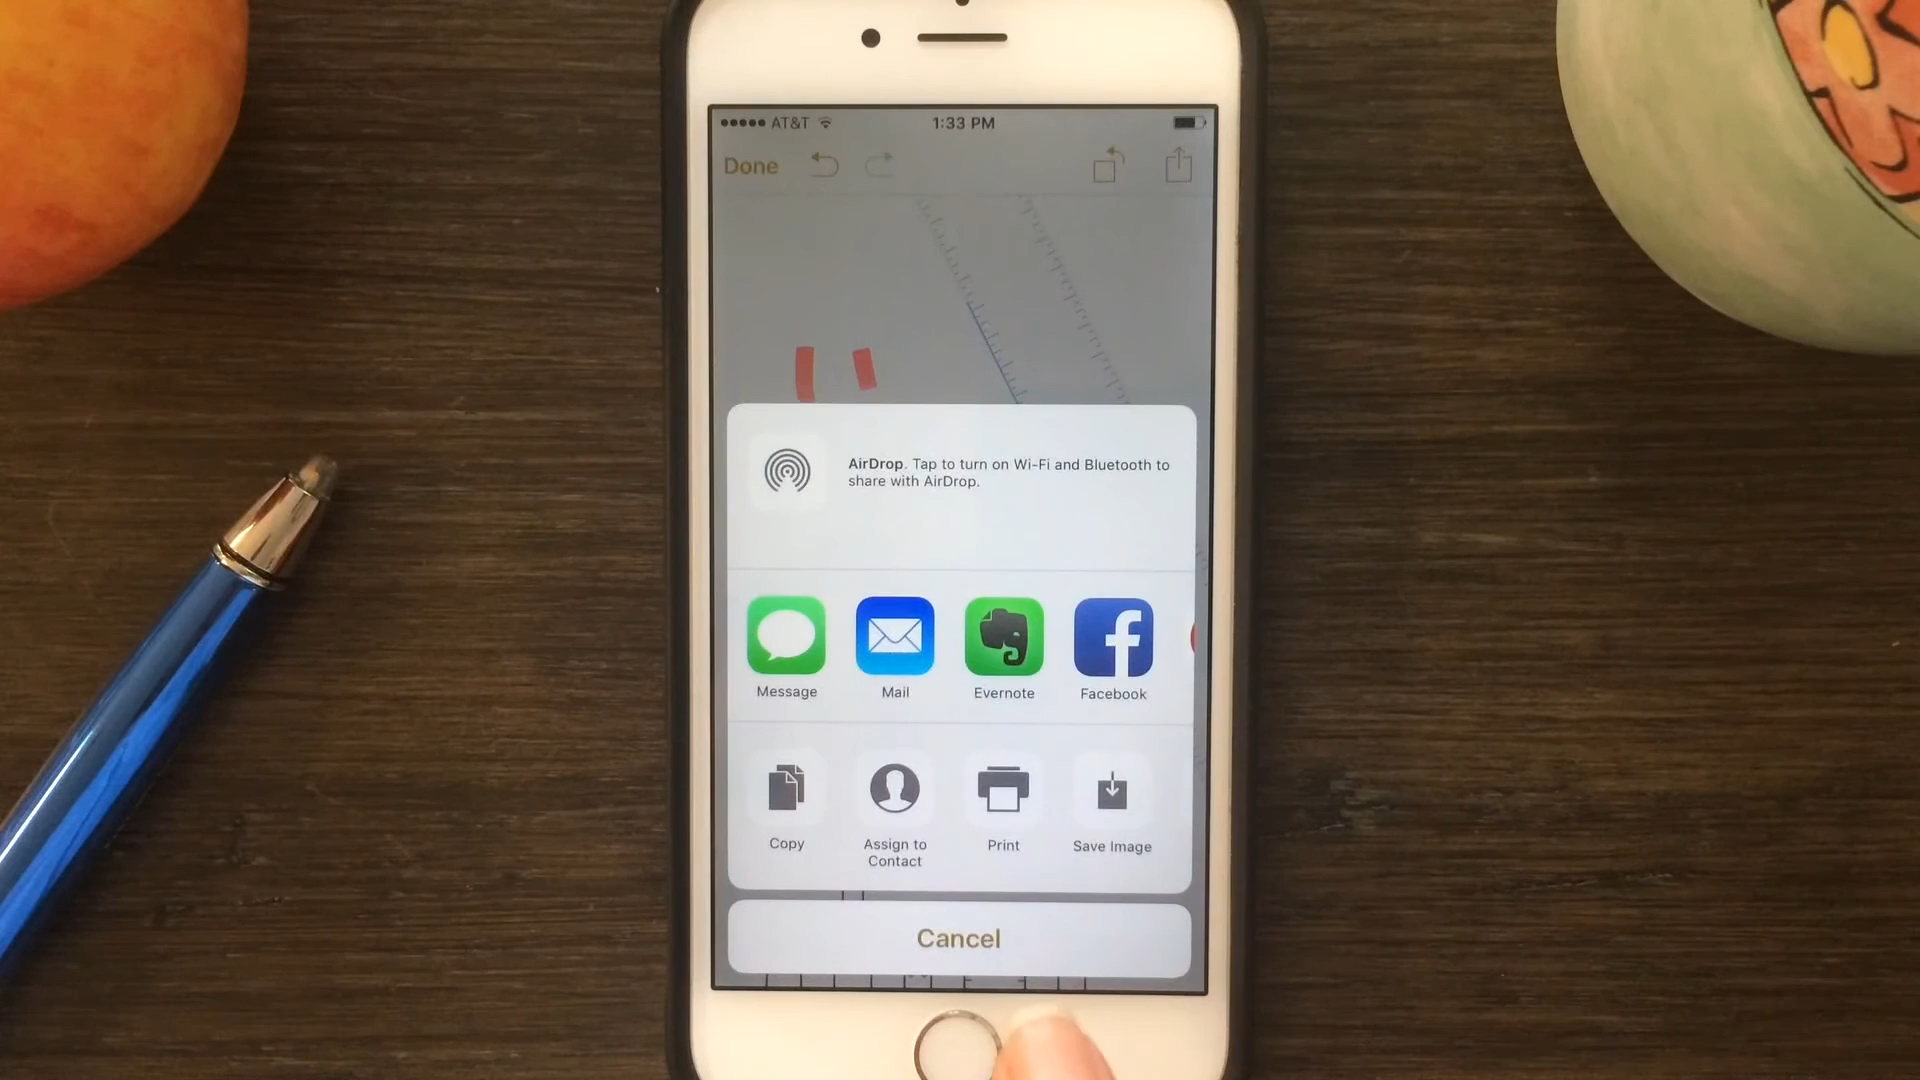 AT&T 1:33 PM
Done
AirDrop. Tap to turn on Wi-Fi and Bluetooth to
share with AirDrop.
Message Mail Evernote Facebook
Copy Assign to Print Save Image
Contact
Cancel